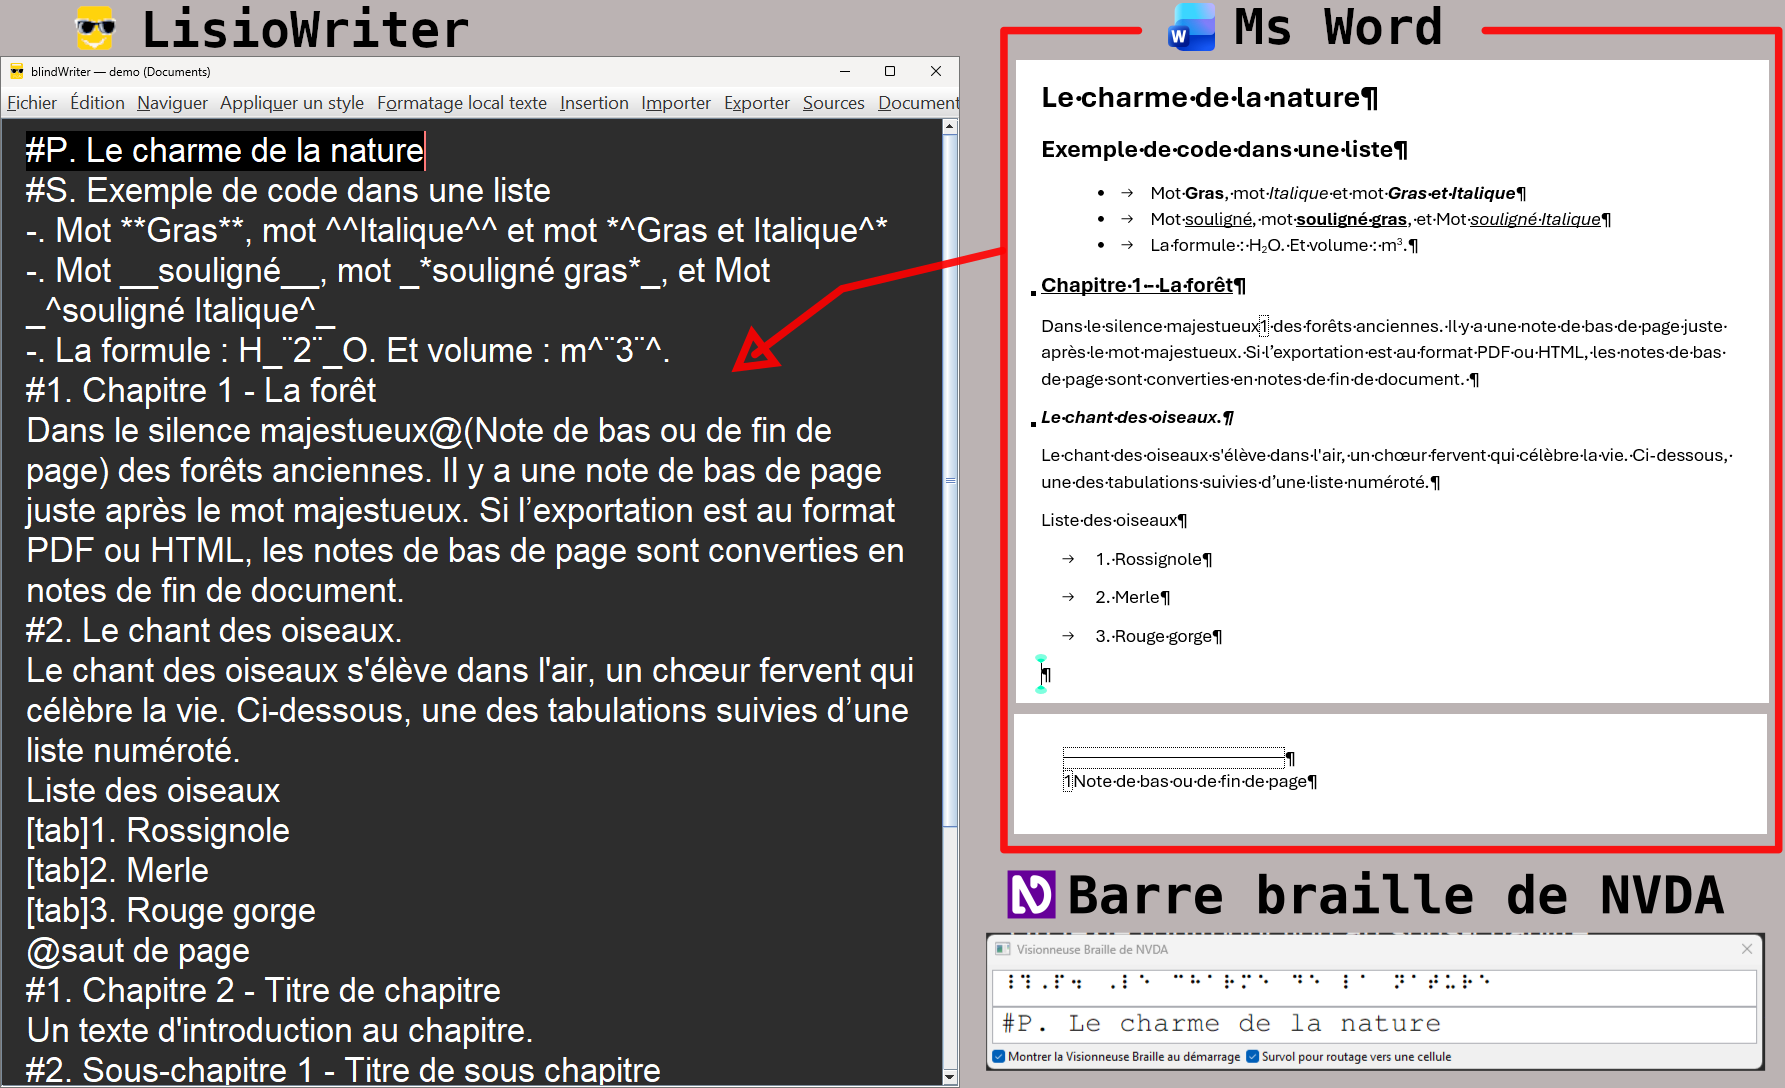 LisioWriter
blindWriter — demo (Documents)
Fichier Édition Naviguer Appliquer un style Formatage local texte Insertion Importer Exporter Sources Document
#P. Le charme de la nature
#S. Exemple de code dans une liste
-. Mot **Gras**, mot ^^Italique^^ et mot *^Gras et Italique^*
-. Mot __souligné__, mot _*souligné gras*_, et Mot
_^souligné Italique^_
-. La formule : H_¨2¨_O. Et volume : m^¨3¨^.
#1. Chapitre 1 - La forêt
Dans le silence majestueux@(Note de bas ou de fin de
page) des forêts anciennes. Il y a une note de bas de page
juste après le mot majestueux. Si l’exportation est au format
PDF ou HTML, les notes de bas de page sont converties en
notes de fin de document.
#2. Le chant des oiseaux.
Le chant des oiseaux s'élève dans l'air, un chœur fervent qui
célèbre la vie. Ci-dessous, une des tabulations suivies d’une
liste numéroté.
Liste des oiseaux
[tab]1. Rossignole
[tab]2. Merle
[tab]3. Rouge gorge
@saut de page
#1. Chapitre 2 - Titre de chapitre
Un texte d'introduction au chapitre.
#2. Sous-chapitre 1 - Titre de sous chapitre
Ms Word
Le·charme·de·la·nature¶
Exemple·de·code·dans·une·liste¶
• → Mot·Gras,·mot·Italique·et·mot·Gras·et·Italique¶
• → Mot·souligné,·mot·souligné·gras,·et·Mot·souligné·Italique¶
• → La·formule·:·H₂O.·Et·volume·:·m³.¶
Chapitre·1·-·La·forêt¶
Dans·le·silence·majestueux1·des·forêts·anciennes.·Il·y·a·une·note·de·bas·de·page·juste·
après·le·mot·majestueux.·Si·l’exportation·est·au·format·PDF·ou·HTML,·les·notes·de·bas·
de·page·sont·converties·en·notes·de·fin·de·document.·¶
Le·chant·des·oiseaux.¶
Le·chant·des·oiseaux·s'élève·dans·l'air,·un·chœur·fervent·qui·célèbre·la·vie.·Ci-dessous,·
une·des·tabulations·suivies·d’une·liste·numéroté.¶
Liste·des·oiseaux¶
→ 1.·Rossignole¶
→ 2.·Merle¶
→ 3.·Rouge·gorge¶
¶
¶
1Note·de·bas·ou·de·fin·de·page¶
Barre braille de NVDA
Visionneuse Braille de NVDA
#P. Le charme de la nature
Montrer la Visionneuse Braille au démarrage Survol pour routage vers une cellule